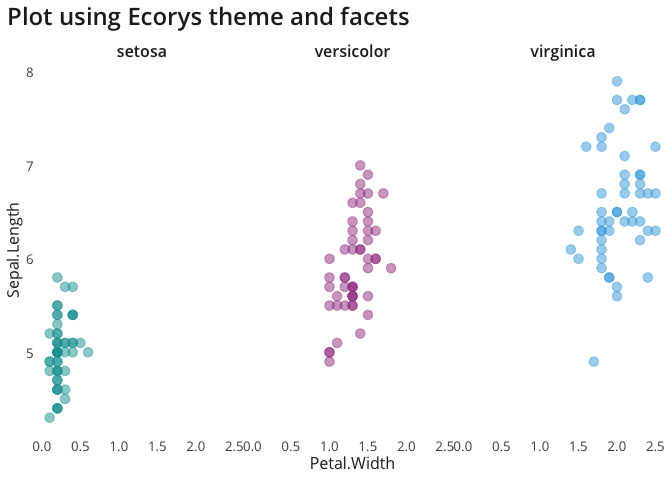 Plot using Ecorys theme and facets
setosa versicolor virginica
8
7
6
5
Sepal.Length
0.0 0.5 1.0 1.5 2.0 2.50.0 0.5 1.0 1.5 2.0 2.50.0 0.5 1.0 1.5 2.0 2.5
Petal.Width